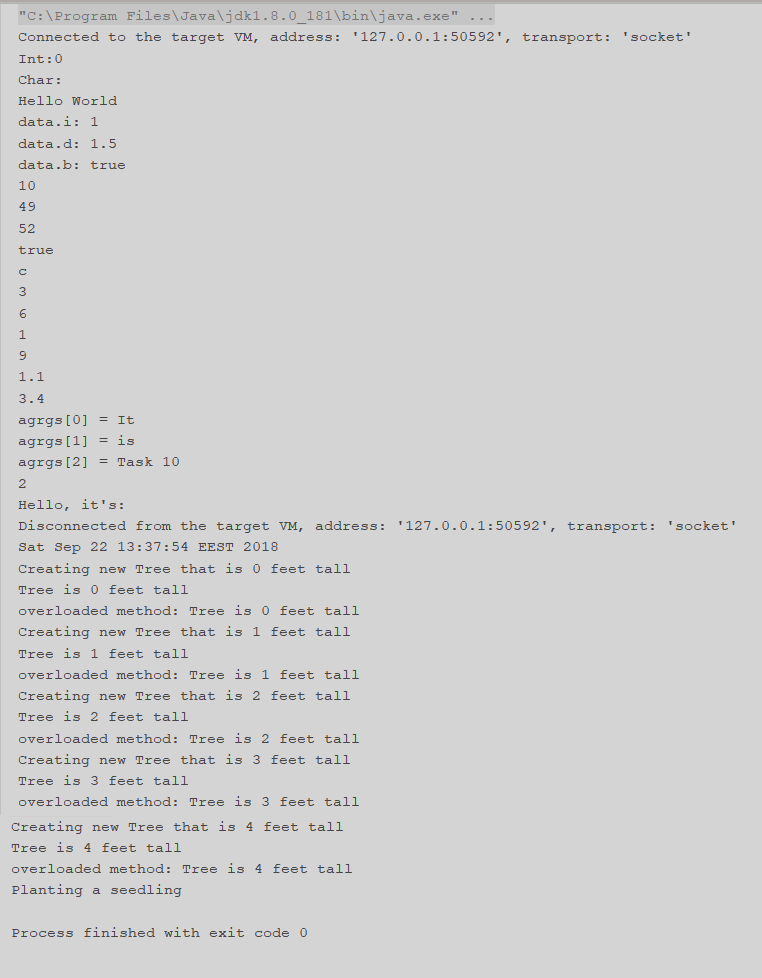 "C:\Program Files\Java\jdk1.8.0_181\bin\java.exe" ...
Connected to the target VM, address: '127.0.0.1:50592', transport: 'socket'
Int:0
Char:
Hello World
data.i: 1
data.d: 1.5
data.b: true
10
49
52
true
c
3
6
1
9
1.1
3.4
agrgs[0] = It
agrgs[1] = is
agrgs[2] = Task 10
2
Hello, it's:
Disconnected from the target VM, address: '127.0.0.1:50592', transport: 'socket'
Sat Sep 22 13:37:54 EEST 2018
Creating new Tree that is 0 feet tall
Tree is 0 feet tall
overloaded method: Tree is 0 feet tall
Creating new Tree that is 1 feet tall
Tree is 1 feet tall
overloaded method: Tree is 1 feet tall
Creating new Tree that is 2 feet tall
Tree is 2 feet tall
overloaded method: Tree is 2 feet tall
Creating new Tree that is 3 feet tall
Tree is 3 feet tall
overloaded method: Tree is 3 feet tall
Creating new Tree that is 4 feet tall
Tree is 4 feet tall
overloaded method: Tree is 4 feet tall
Planting a seedling
Process finished with exit code 0